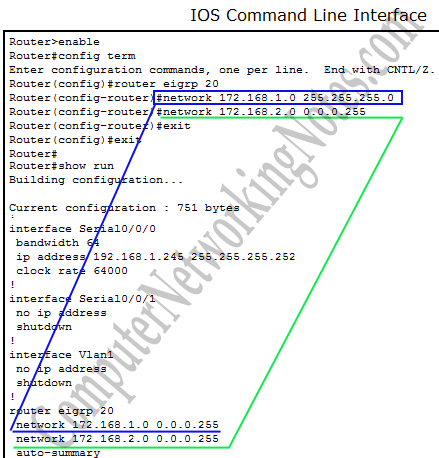 IOS Command Line Interface
Router>enable
Router#config term
Enter configuration commands, one per line.  End with CNTL/Z.
Router(config)#router eigrp 20
Router(config-router)#network 172.168.1.0 255.255.255.0
Router(config-router)#network 172.168.2.0 0.0.0.255
Router(config-router)#exit
Router(config)#exit
Router#
Router#show run
Building configuration...
Current configuration : 751 bytes
!
interface Serial0/0/0
 bandwidth 64
 ip address 192.168.1.245 255.255.255.252
 clock rate 64000
!
interface Serial0/0/1
 no ip address
 shutdown
!
interface Vlan1
 no ip address
 shutdown
!
router eigrp 20
 network 172.168.1.0 0.0.0.255
 network 172.168.2.0 0.0.0.255
 auto-summary
ComputerNetworkingNotes.com